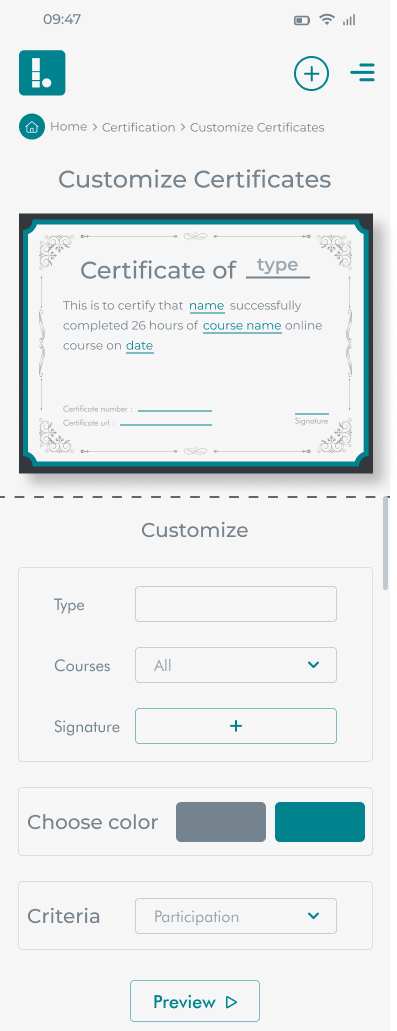 09:47
Home > Certification > Customize Certificates
Customize Certificates
Certificate of type
This is to certify that name successfully
completed 26 hours of course name online
course on date
Certificate number :
Certificate url :
Signature
Customize
Type
Courses All
Signature +
Choose color
Criteria Participation
Preview